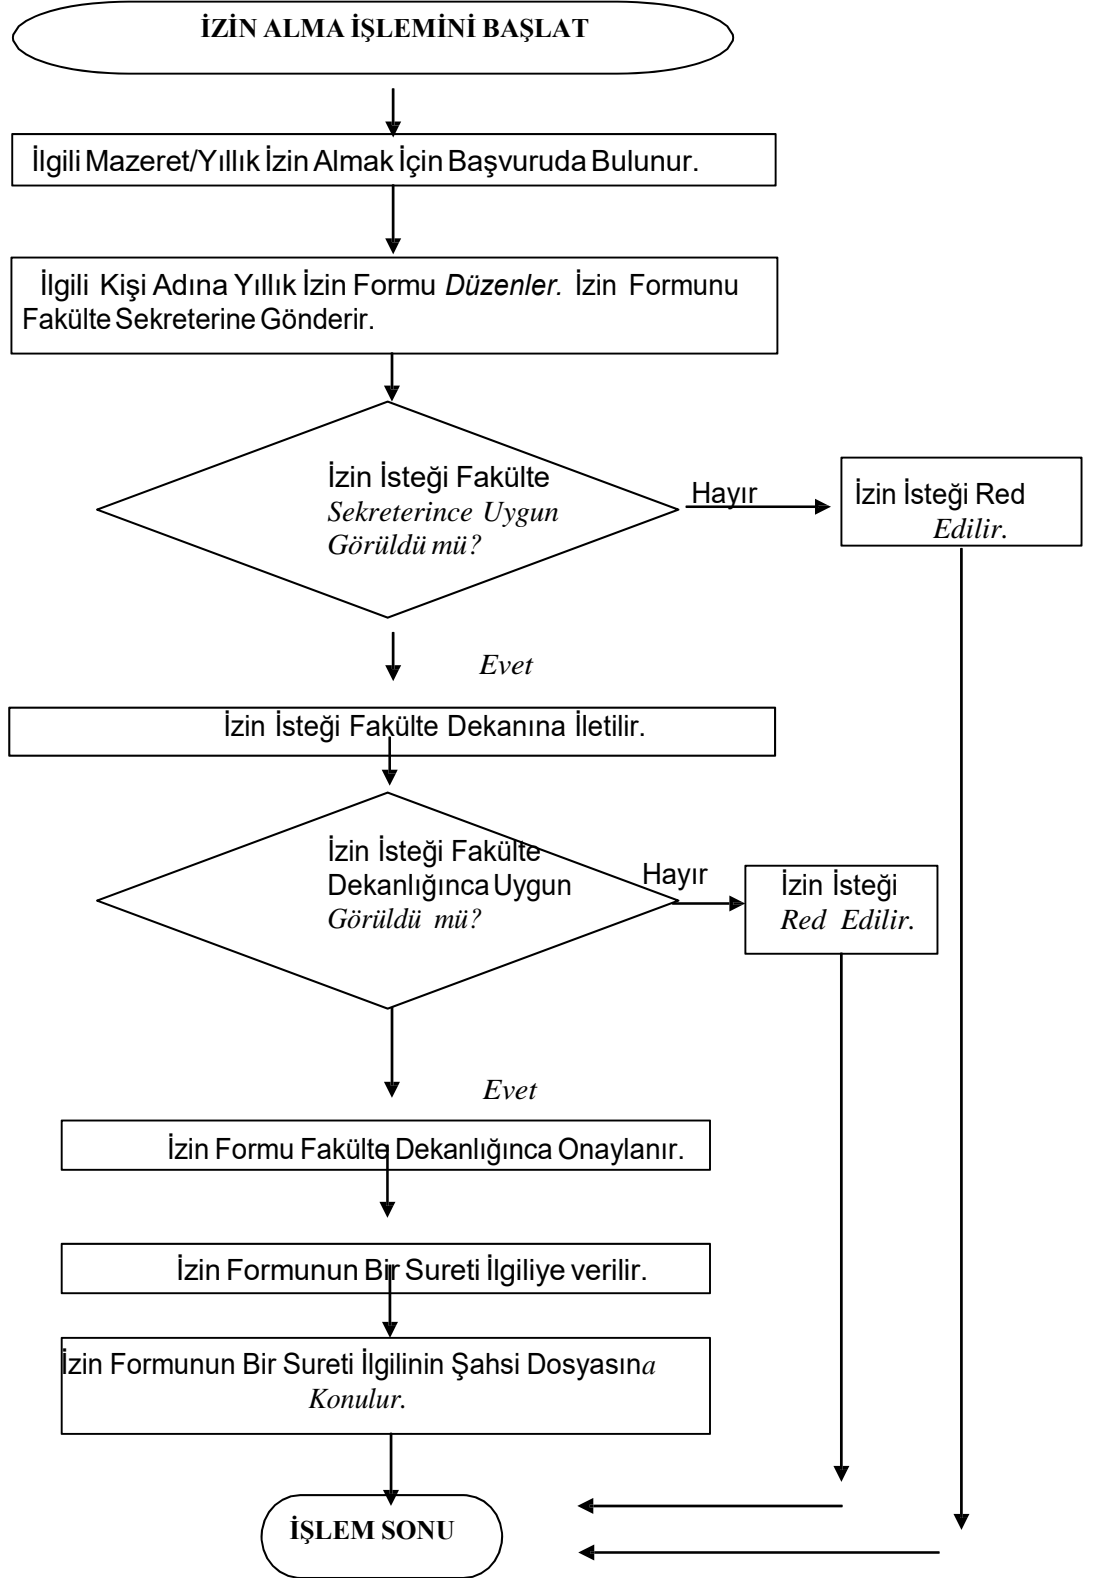 İZİN ALMA İŞLEMİNİ BAŞLAT
İlgili Mazeret/Yıllık İzin Almak İçin Başvuruda Bulunur.
İlgili Kişi Adına Yıllık İzin Formu Düzenler. İzin Formunu
Fakülte Sekreterine Gönderir.
İzin İsteği Fakülte
Sekreterince Uygun
Görüldü mü?
Hayır
İzin İsteği Red
Edilir.
Evet
İzin İsteği Fakülte Dekanına İletilir.
İzin İsteği Fakülte
Dekanlığınca Uygun
Görüldü mü?
Hayır
İzin İsteği
Red Edilir.
Evet
İzin Formu Fakülte Dekanlığınca Onaylanır.
İzin Formunun Bir Sureti İlgiliye verilir.
İzin Formunun Bir Sureti İlgilinin Şahsi Dosyasına
Konulur.
İŞLEM SONU